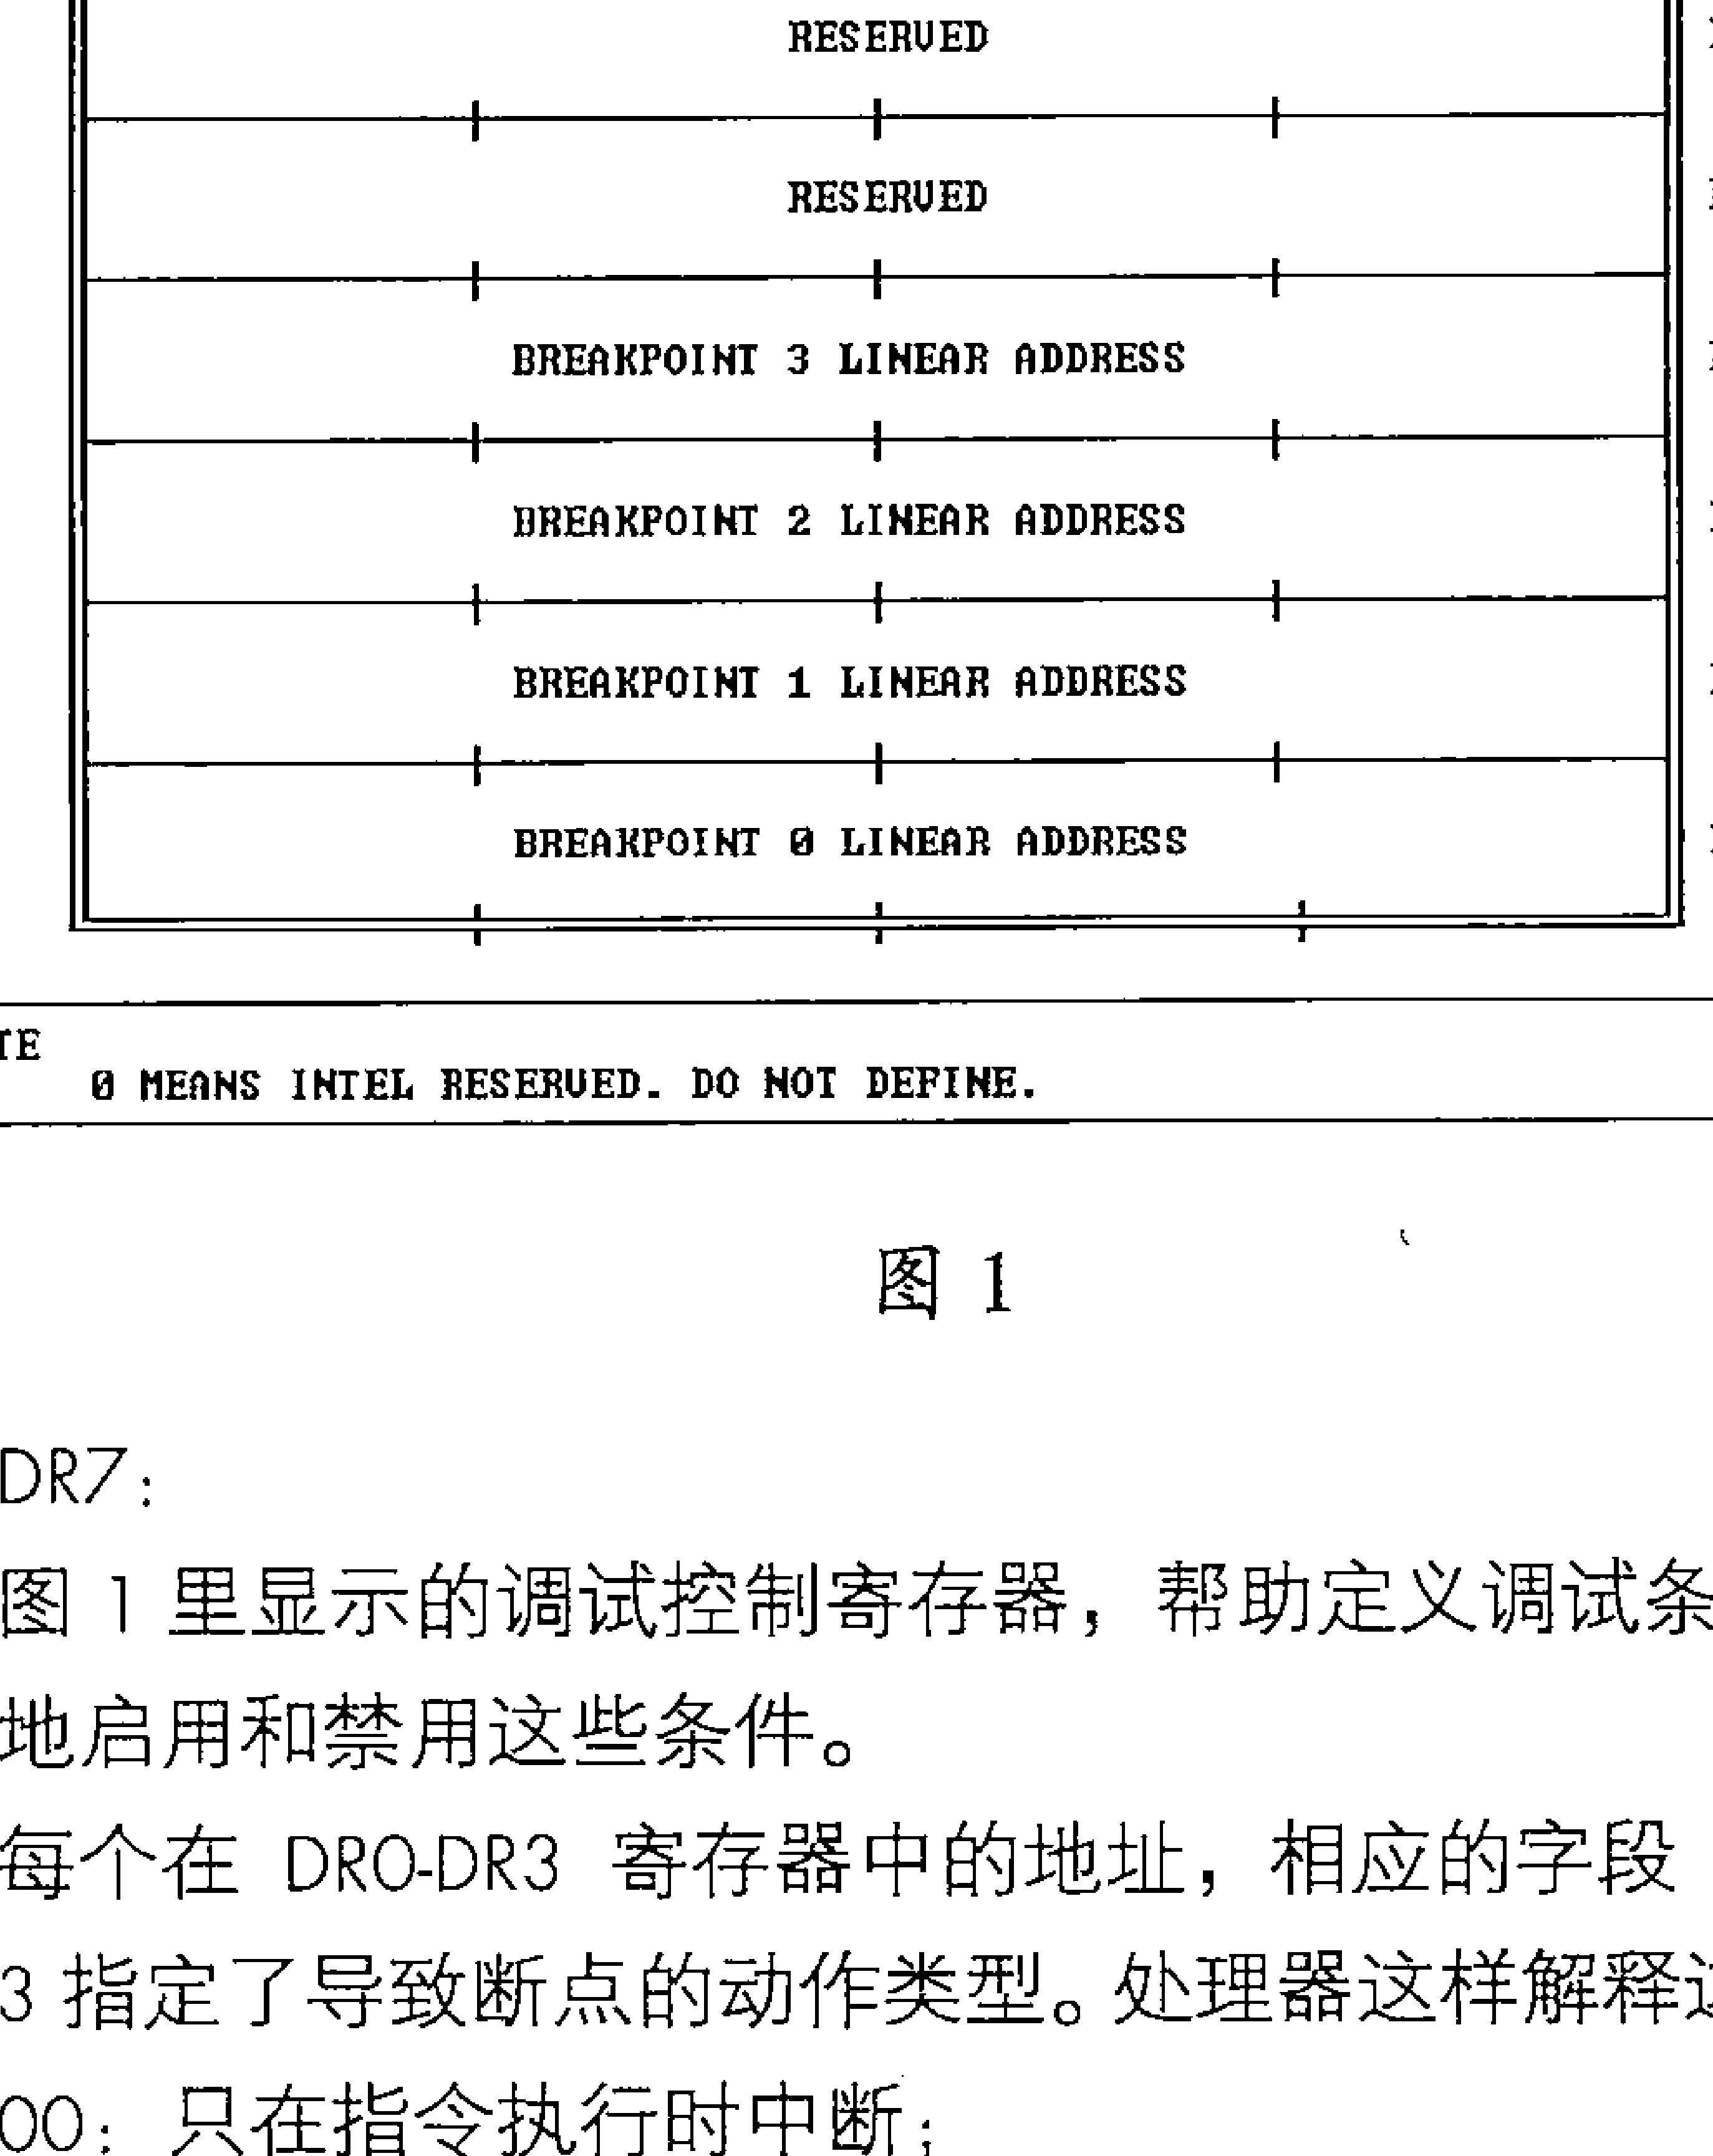 RESERVED
RESERVED
BREAKPOINT 3 LINEAR ADDRESS
BREAKPOINT 2 LINEAR ADDRESS
BREAKPOINT 1 LINEAR ADDRESS
BREAKPOINT 0 LINEAR ADDRESS
TE
0 MEANS INTEL RESERVED. DO NOT DEFINE.
图 1
DR7:
图 1 里显示的调试控制寄存器，帮助定义调试条
地启用和禁用这些条件。
每个在 DR0-DR3 寄存器中的地址，相应的字段
3 指定了导致断点的动作类型。处理器这样解释这
00: 只在指令执行时中断;